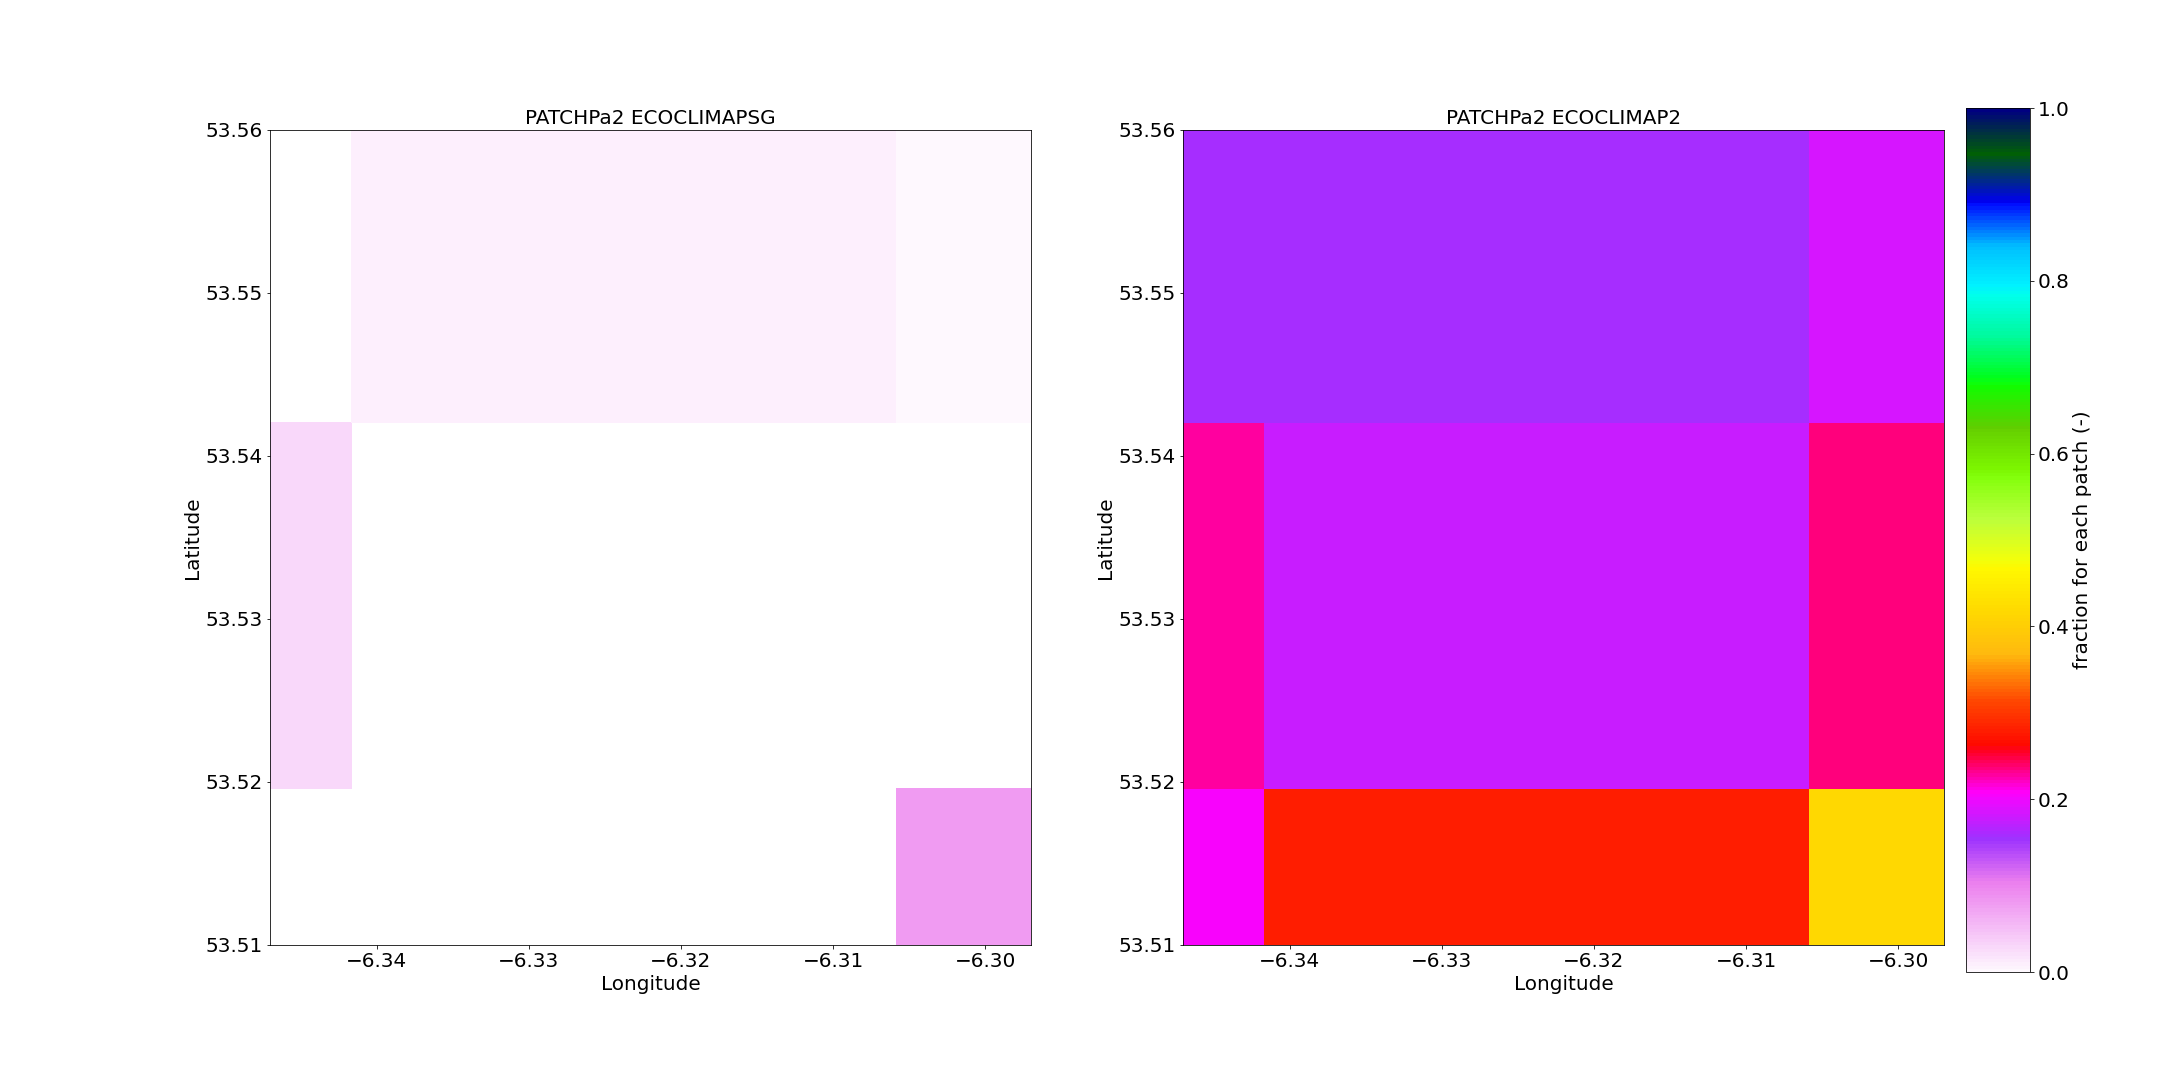 PATCHPa2 ECOCLIMAPSG
53.56
53.55
53.54
53.53
53.52
53.51
Latitude
−6.34 −6.33 −6.32 −6.31 −6.30
Longitude
PATCHPa2 ECOCLIMAP2
53.56
53.55
53.54
53.53
53.52
53.51
Latitude
−6.34 −6.33 −6.32 −6.31 −6.30
Longitude
1.0
0.8
0.6
0.4
0.2
0.0
fraction for each patch (-)